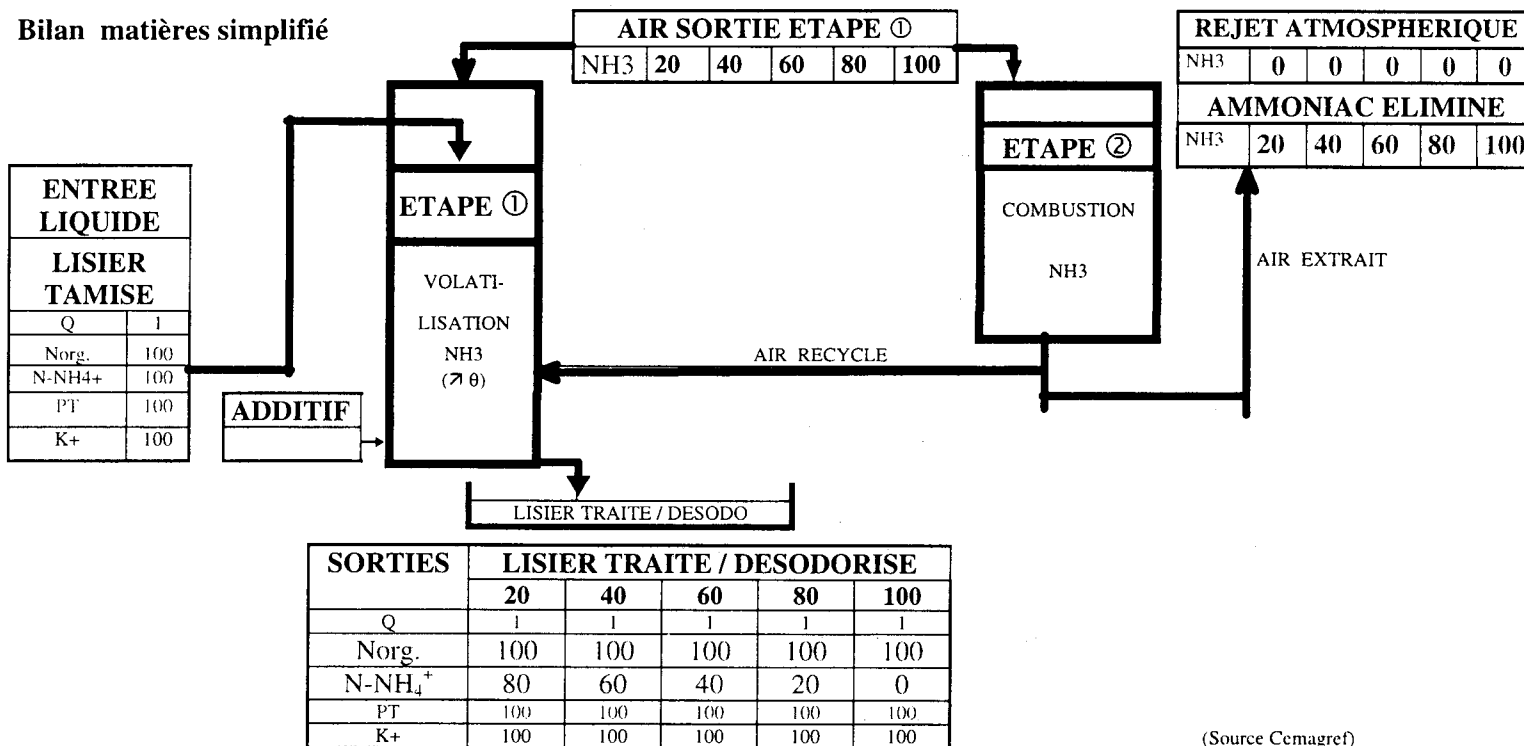 Bilan matières simplifié
AIR SORTIE ETAPE ①
NH3 20 40 60 80 100
REJET ATMOSPHERIQUE
NH3 0 0 0 0 0
AMMONIAC ELIMINE
NH3 20 40 60 80 100
ENTREE
LIQUIDE
LISIER
TAMISE
Q 1
Norg. 100
N-NH4+ 100
PT 100
K+ 100
ADDITIF
ETAPE ①
VOLATI-
LISATION
NH3
(↗ θ)
ETAPE ②
COMBUSTION
NH3
AIR EXTRAIT
AIR RECYCLE
LISIER TRAITE / DESODO
SORTIES LISIER TRAITE / DESODORISE
20 40 60 80 100
Q 1 1 1 1 1
Norg. 100 100 100 100 100
N-NH₄⁺ 80 60 40 20 0
PT 100 100 100 100 100
K+ 100 100 100 100 100
(Source Cemagref)